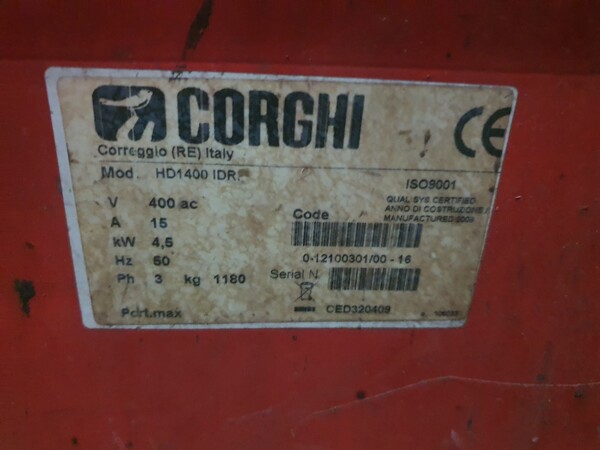 CORGHI
CE
Correggio (RE) Italy
Mod. HD1400 IDR.
ISO9001
QUAL SYS CERTIFIED
ANNO DI COSTRUZIONE/
MANUFACTURED
V 400 ac
A 15
kW 4,5
Hz 50
Ph 3 kg 1180
Code
0-12100301/00 - 16
Serial N.
CED320409
Port.max